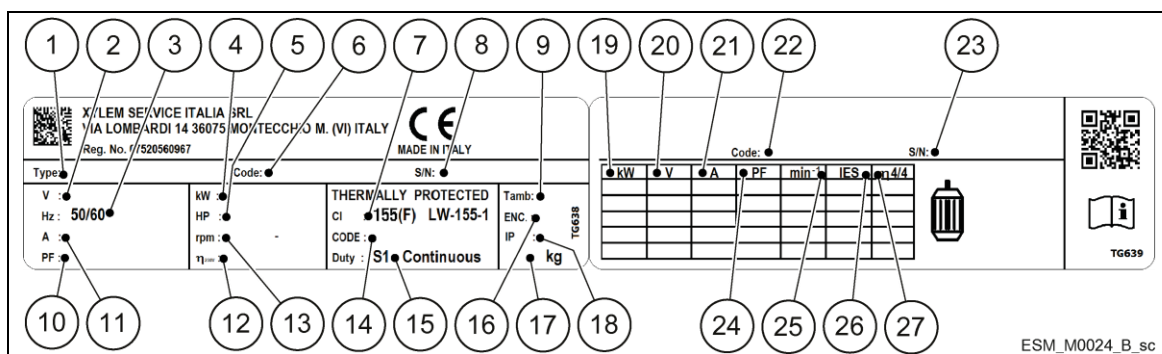 1 2 3 4 5 6 7 8 9 19 20 21 22 23
XYLEM SERVICE ITALIA SRL
VIA LOMBARDI 14 36075 MONTECCHIO M. (VI) ITALY
Reg. No. 07520560967
CE
MADE IN ITALY
Type: Code: S/N:
V : kW : THERMALLY PROTECTED Tamb:
Hz : 50/60 HP : Cl : 155(F) LW-155-1 ENC.
A : rpm : - CODE : IP :
PF : η : Duty : S1 Continuous kg
TG638
Code: S/N:
kW V A PF min-1 IES η4/4
i
TG639
10 11 12 13 14 15 16 17 18 24 25 26 27
ESM_M0024_B_sc